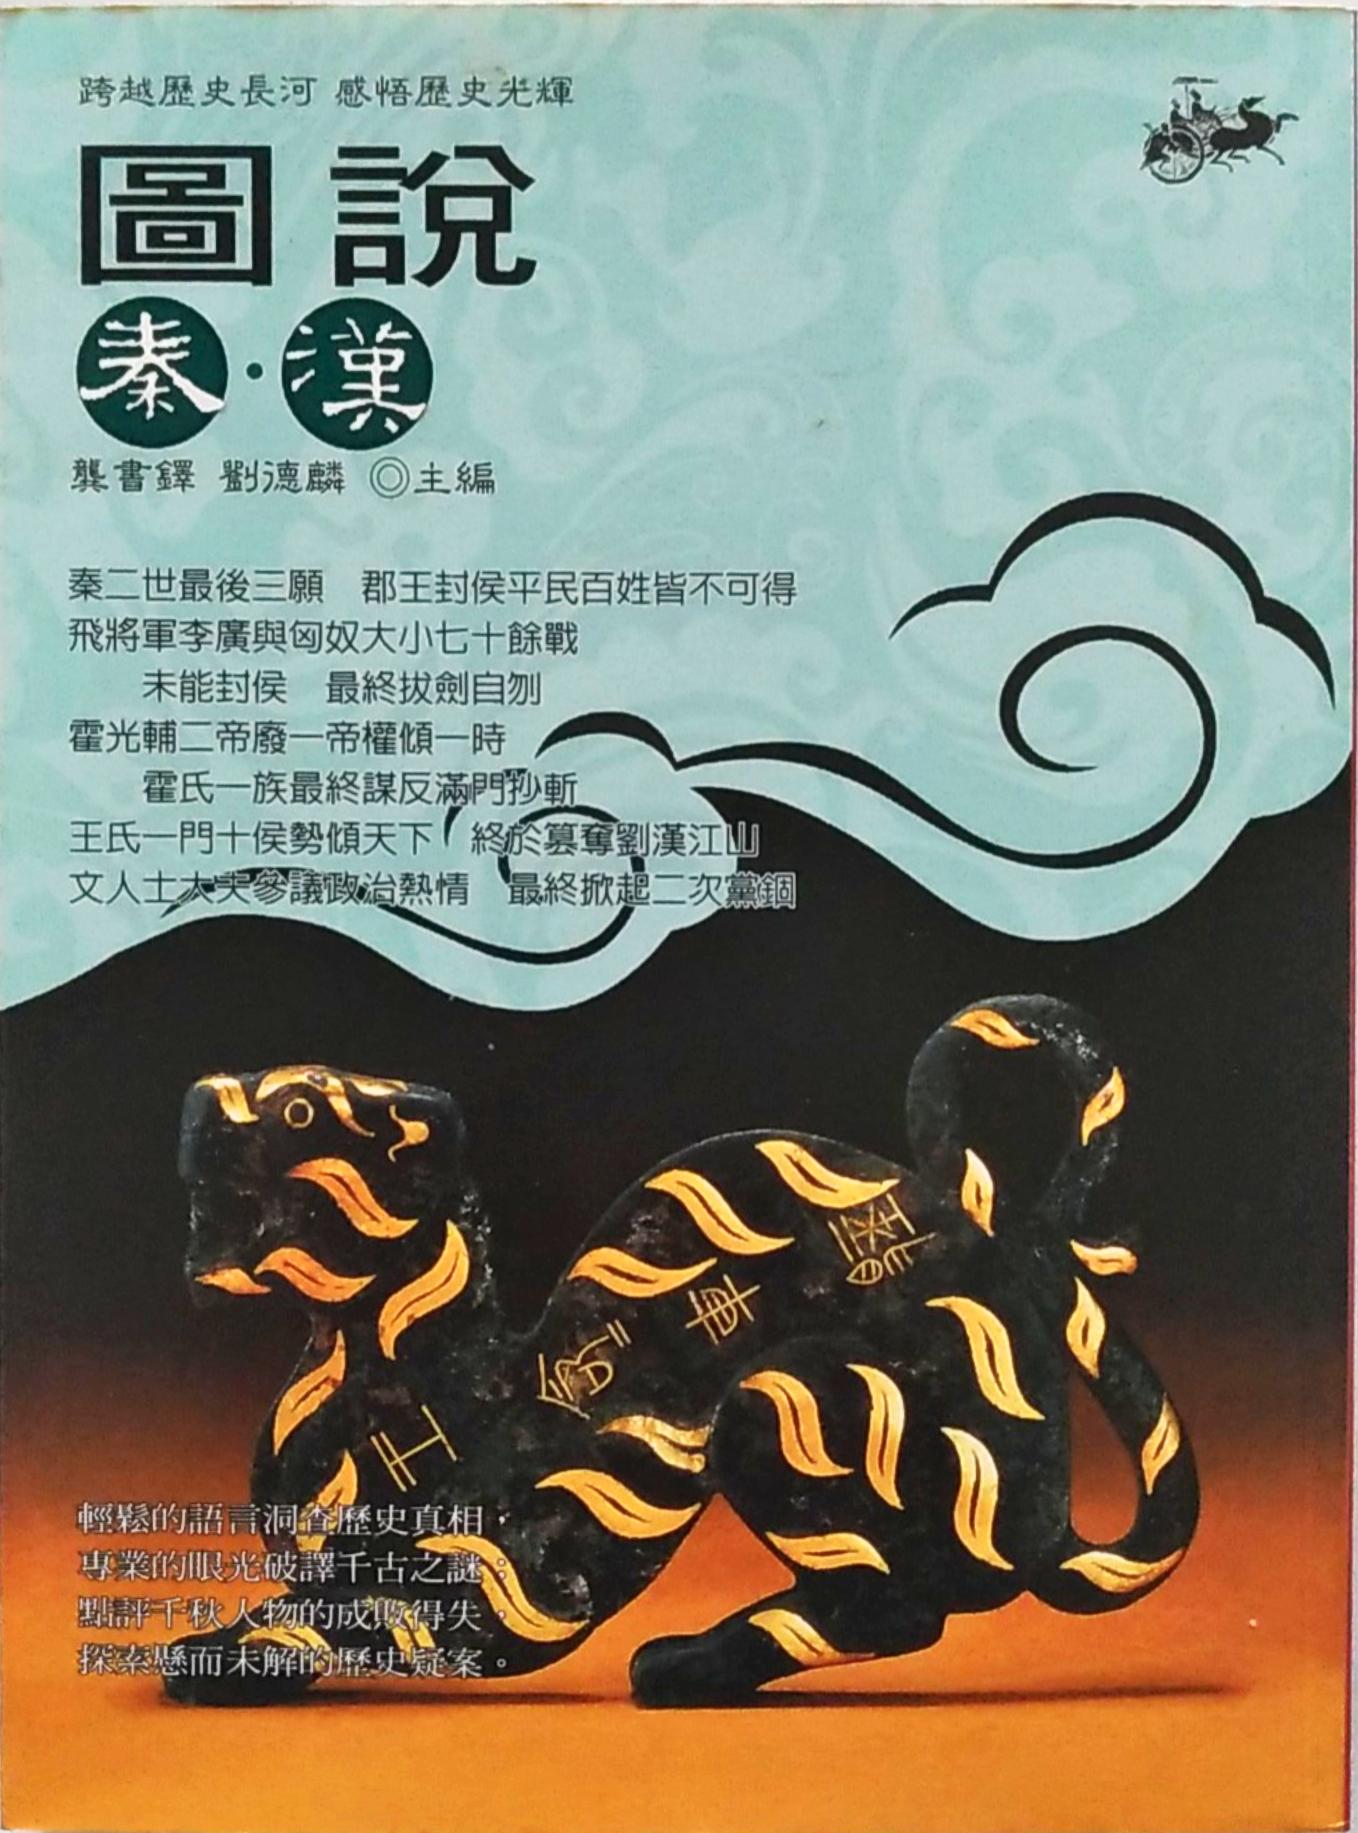 跨越歷史長河 感悟歷史光輝
圖說
秦・漢
龔書鐸 劉德麟 ◎主編
秦二世最後三願 郡王封侯平民百姓皆不可得
飛將軍李廣與匈奴大小七十餘戰
未能封侯 最終拔劍自刎
霍光輔二帝廢一帝權傾一時
霍氏一族最終謀反滿門抄斬
王氏一門十侯勢傾天下 終於篡奪劉漢江山
文人士大夫參議政治熱情 最終掀起二次黨錮
輕鬆的語言洞查歷史真相，
專業的眼光破譯千古之謎；
點評千秋人物的成敗得失，
探索懸而未解的歷史疑案。